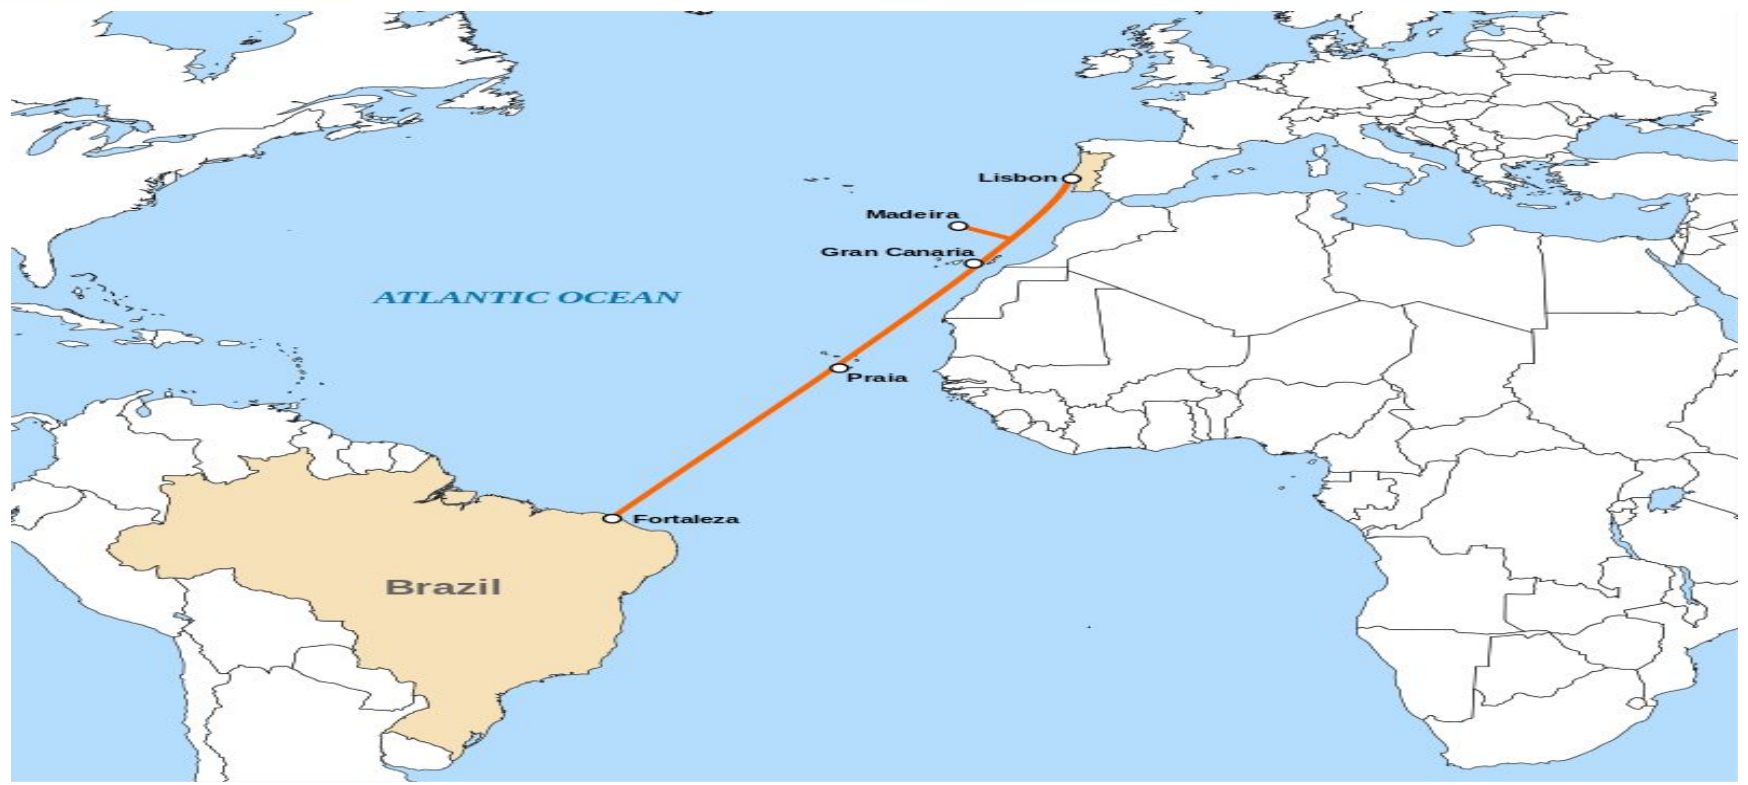 Lisbon
Madeira
Gran Canaria
ATLANTIC OCEAN
Praia
Fortaleza
Brazil